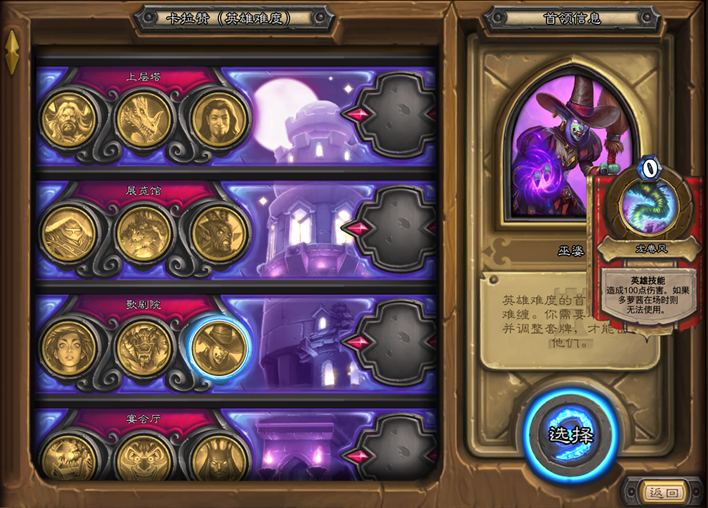 卡拉赞（英雄难度）
首领信息
上层塔
展览馆
歌剧院
宴会厅
巫婆
0
龙卷风
英雄技能
造成100点伤害。如果
多萝茜在场时则
无法使用。
英雄难度的首
难缠。你需要
并调整套牌，才能
他们。
选择
返回